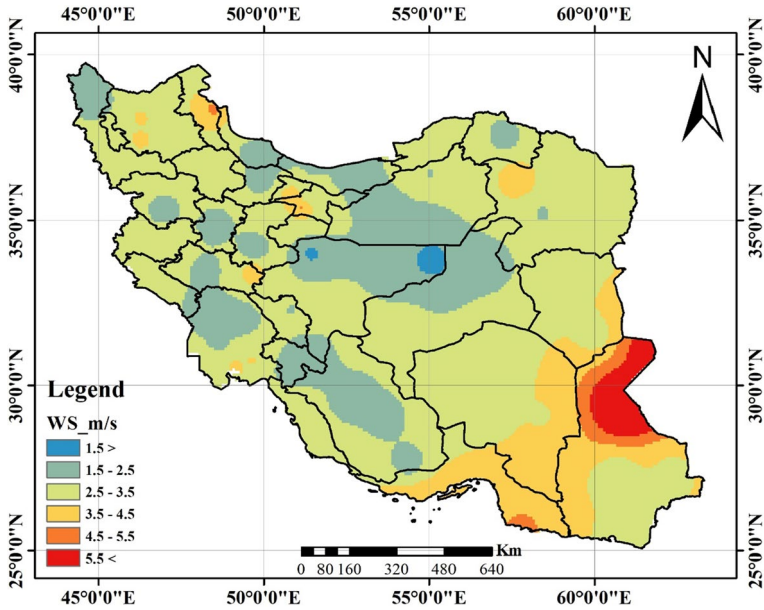 45°0'0"E 50°0'0"E 55°0'0"E 60°0'0"E
40°0'0"N
40°0'0"N
N
35°0'0"N
35°0'0"N
30°0'0"N
30°0'0"N
Legend
WS_m/s
1.5 >
1.5 - 2.5
2.5 - 3.5
3.5 - 4.5
4.5 - 5.5
5.5 <
Km
0 80 160 320 480 640
25°0'0"N
25°0'0"N
45°0'0"E 50°0'0"E 55°0'0"E 60°0'0"E